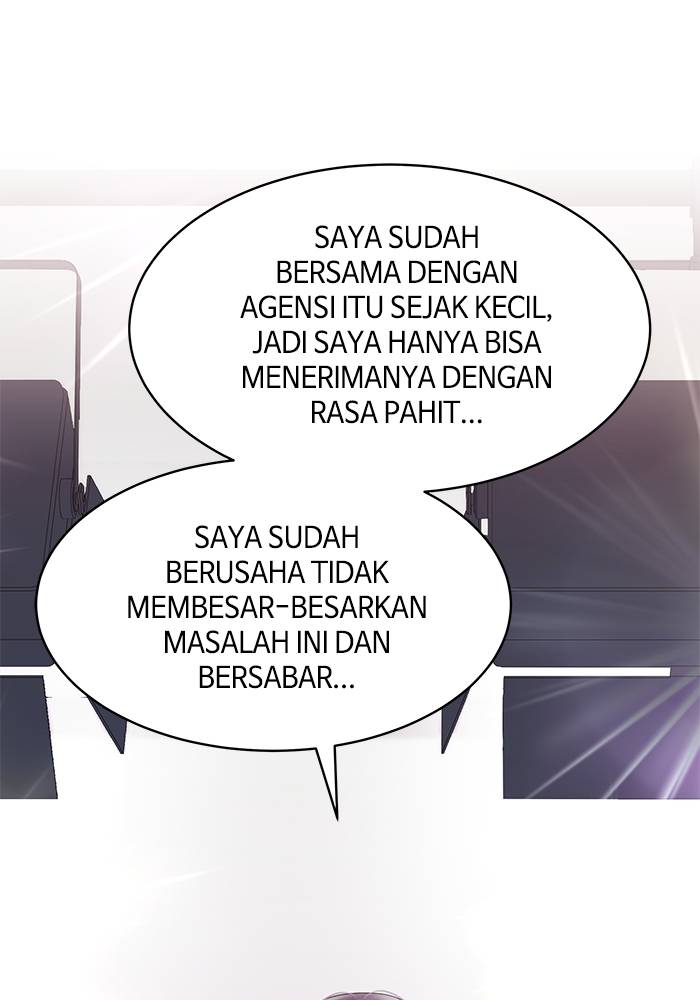 SAYA SUDAH
BERSAMA DENGAN
AGENSI ITU SEJAK KECIL,
JADI SAYA HANYA BISA
MENERIMANYA DENGAN
RASA PAHIT...
SAYA SUDAH
BERUSAHA TIDAK
MEMBESAR-BESARKAN
MASALAH INI DAN
BERSABAR...